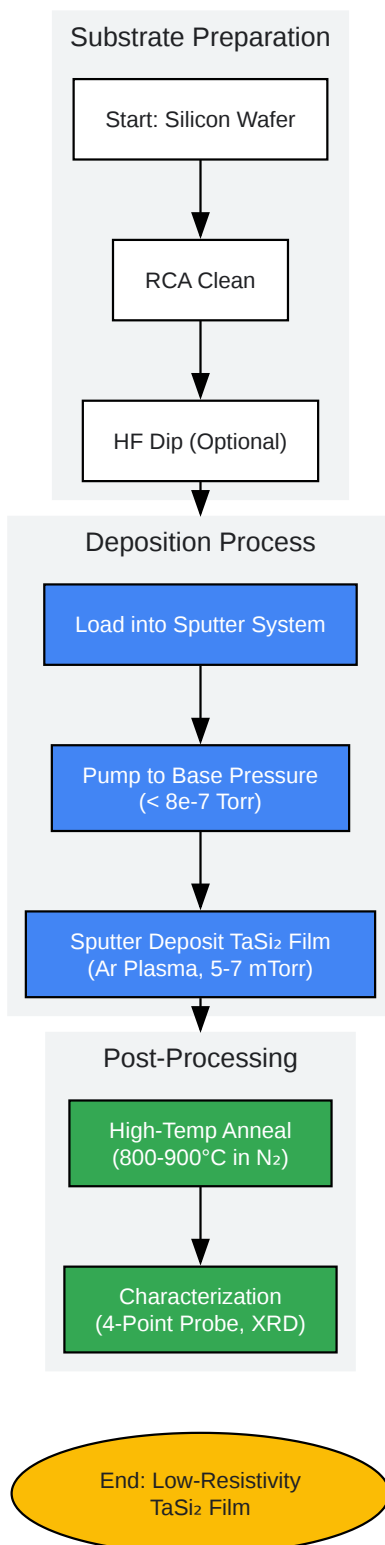 Substrate Preparation
Start: Silicon Wafer
RCA Clean
HF Dip (Optional)
Deposition Process
Load into Sputter System
Pump to Base Pressure
(< 8e-7 Torr)
Sputter Deposit TaSi₂ Film
(Ar Plasma, 5-7 mTorr)
Post-Processing
High-Temp Anneal
(800-900°C in N₂)
Characterization
(4-Point Probe, XRD)
End: Low-Resistivity
TaSi₂ Film